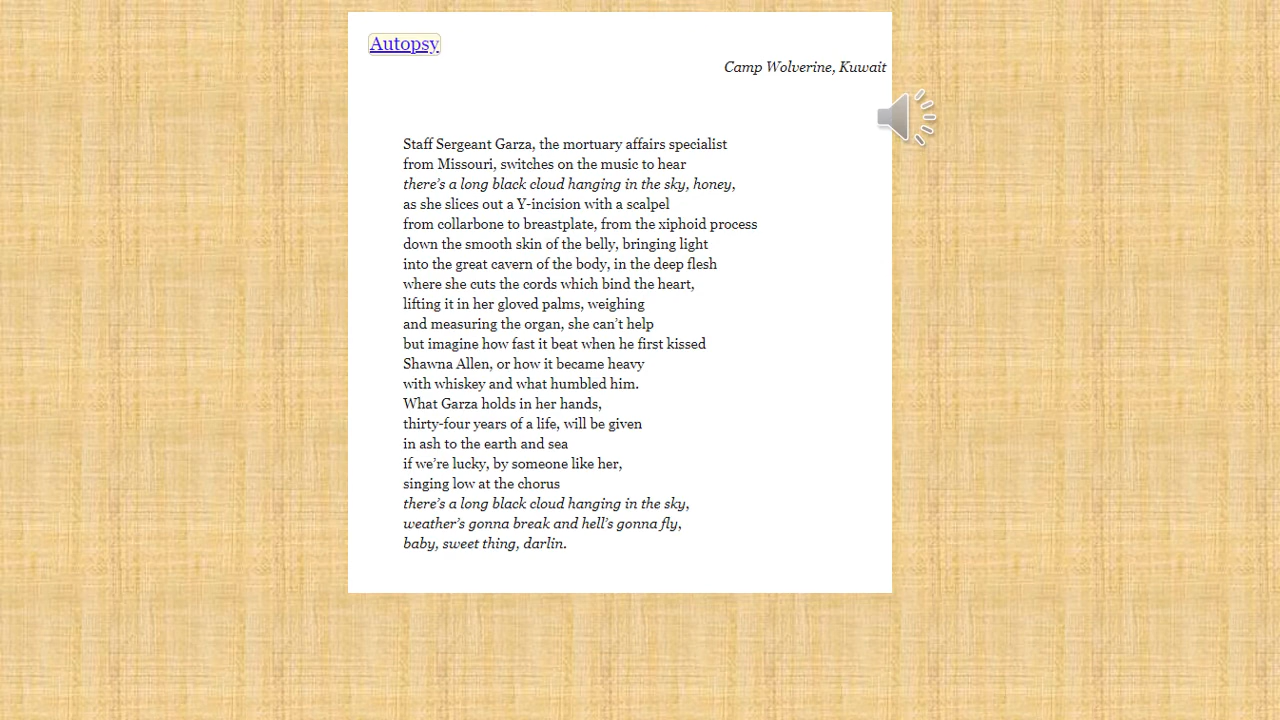 Autopsy
Camp Wolverine, Kuwait
Staff Sergeant Garza, the mortuary affairs specialist
from Missouri, switches on the music to hear
there's a long black cloud hanging in the sky, honey,
as she slices out a Y-incision with a scalpel
from collarbone to breastplate, from the xiphoid process
down the smooth skin of the belly, bringing light
into the great cavern of the body, in the deep flesh
where she cuts the cords which bind the heart,
lifting it in her gloved palms, weighing
and measuring the organ, she can't help
but imagine how fast it beat when he first kissed
Shawna Allen, or how it became heavy
with whiskey and what humbled him.
What Garza holds in her hands,
thirty-four years of a life, will be given
in ash to the earth and sea
if we're lucky, by someone like her,
singing low at the chorus
there's a long black cloud hanging in the sky,
weather's gonna break and hell's gonna fly,
baby, sweet thing, darlin.